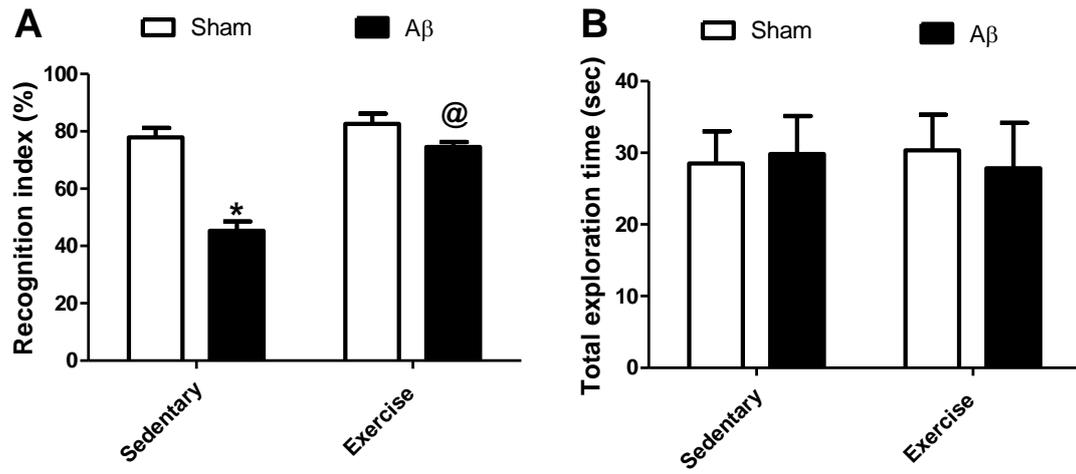 A
Sham
Aβ
Recognition index (%)
100
80
60
40
20
0
*
@
Sedentary
Exercise
B
Sham
Aβ
Total exploration time (sec)
40
30
20
10
0
Sedentary
Exercise